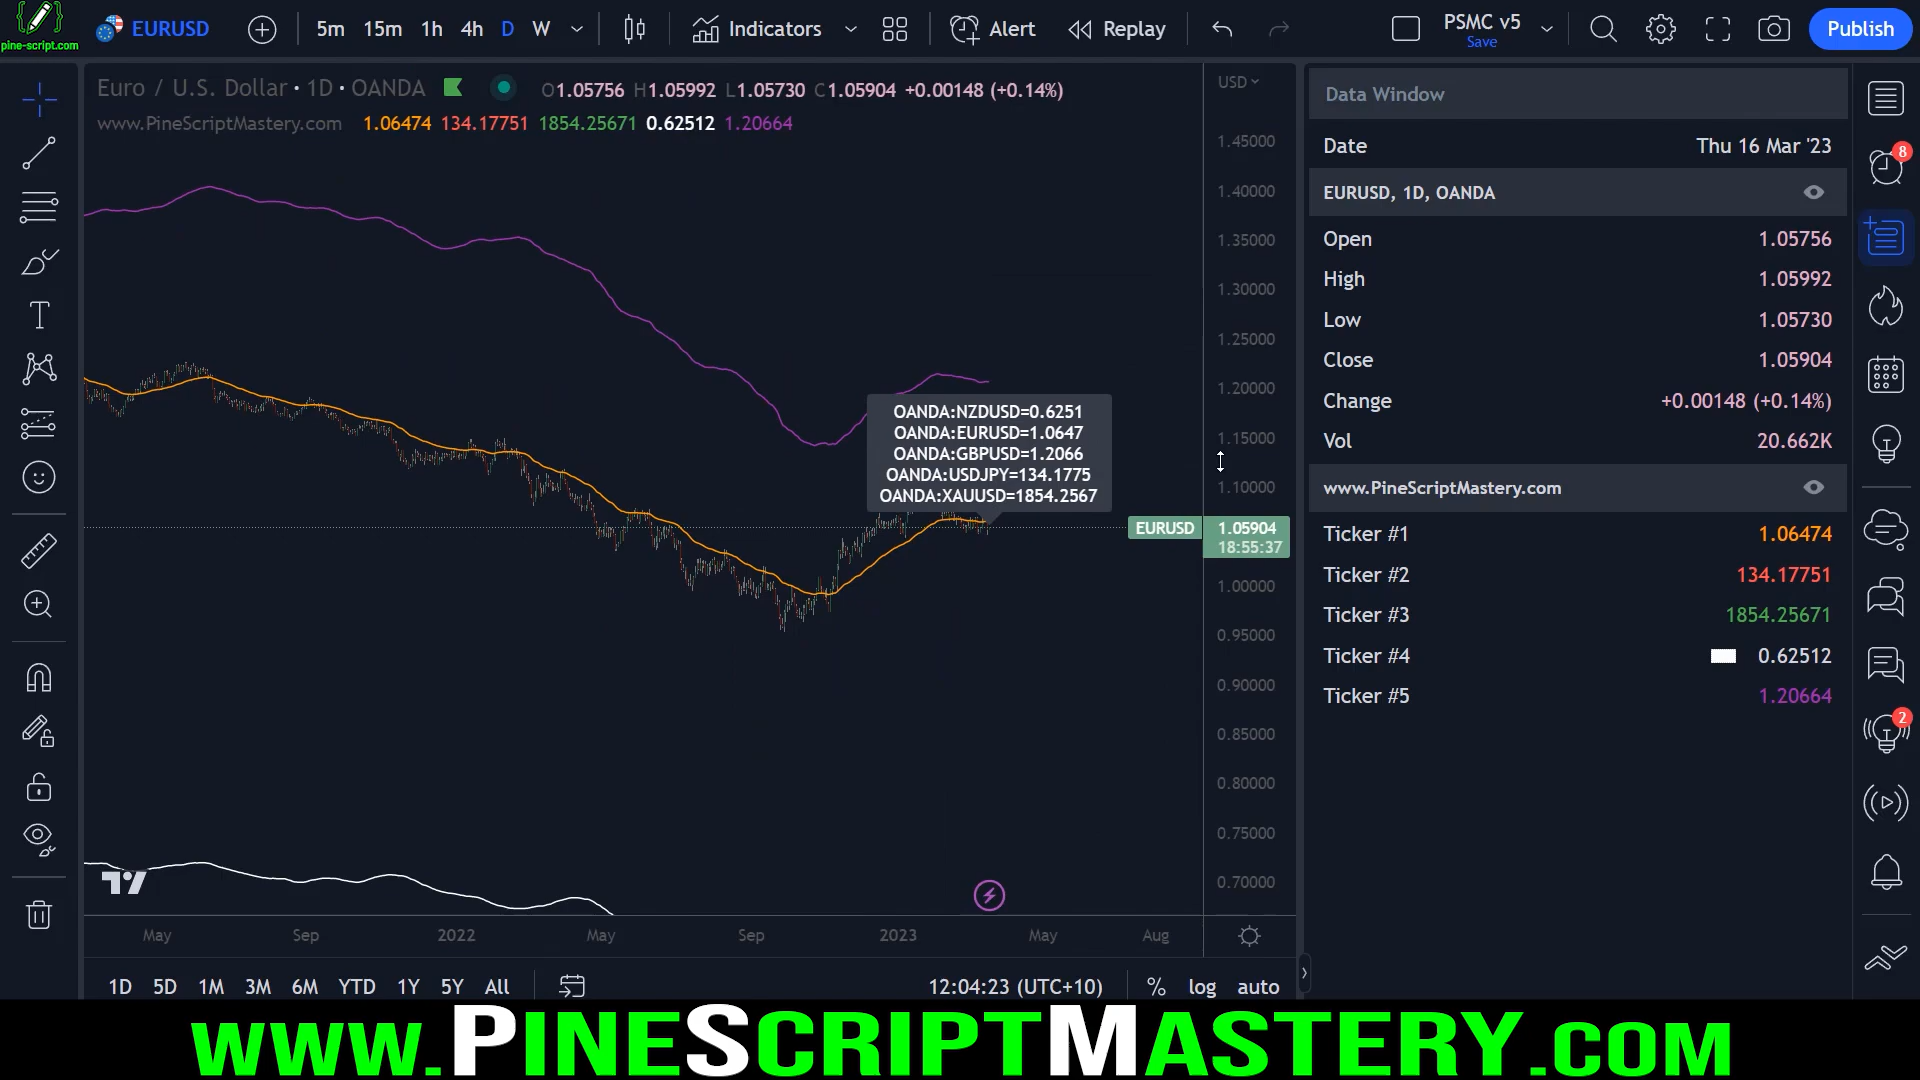 pine-script.com
EURUSD
5m 15m 1h 4h D W
Indicators
Alert
Replay
PSMC v5
Save
Publish
Euro / U.S. Dollar • 1D • OANDA
O1.05756 H1.05992 L1.05730 C1.05904 +0.00148 (+0.14%)
www.PineScriptMastery.com 1.06474 134.17751 1854.25671 0.62512 1.20664
USD
1.45000
1.40000
1.35000
1.30000
1.25000
1.20000
1.15000
1.10000
1.00000
0.95000
0.90000
0.85000
0.80000
0.75000
0.70000
OANDA:NZDUSD=0.6251
OANDA:EURUSD=1.0647
OANDA:GBPUSD=1.2066
OANDA:USDJPY=134.1775
OANDA:XAUUSD=1854.2567
EURUSD 1.05904
18:55:37
May Sep 2022 May Sep 2023 May Aug
1D 5D 1M 3M 6M YTD 1Y 5Y All
12:04:23 (UTC+10)
% log auto
Data Window
Date Thu 16 Mar '23
EURUSD, 1D, OANDA
Open 1.05756
High 1.05992
Low 1.05730
Close 1.05904
Change +0.00148 (+0.14%)
Vol 20.662K
www.PineScriptMastery.com
Ticker #1 1.06474
Ticker #2 134.17751
Ticker #3 1854.25671
Ticker #4 0.62512
Ticker #5 1.20664
8
2
www.PineScriptMastery.com